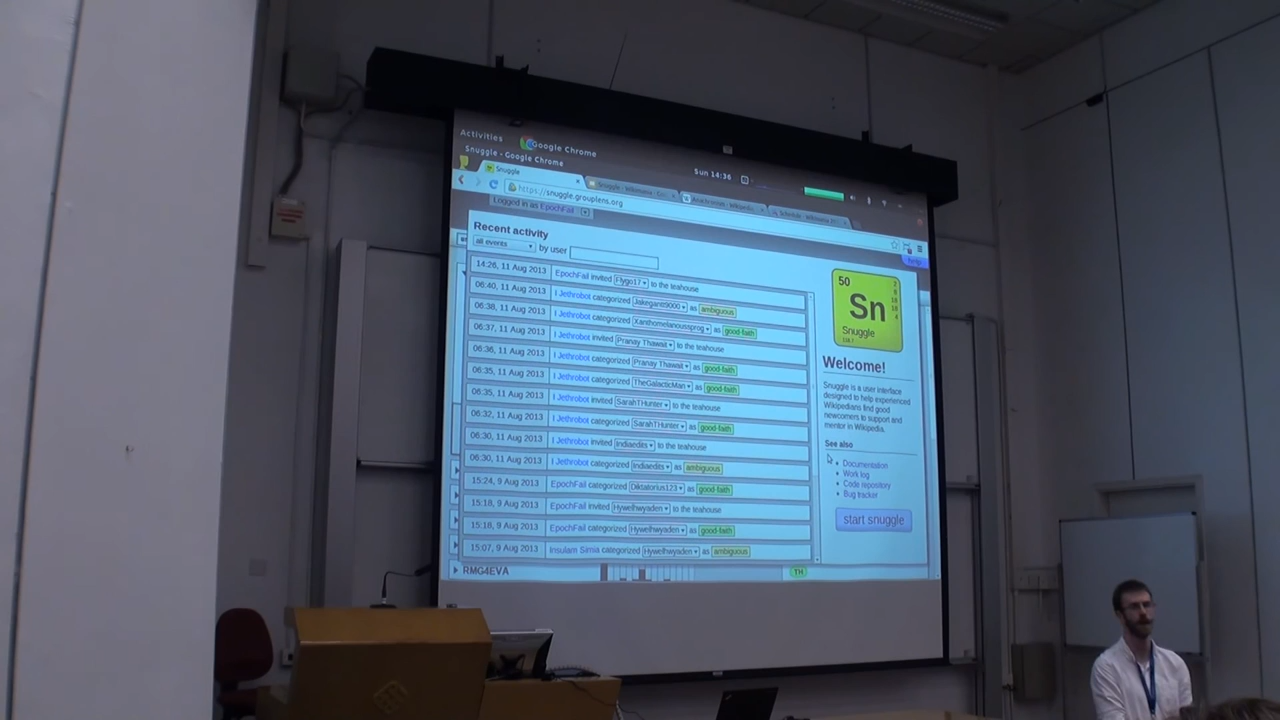 Activities
Google Chrome
Snuggle - Google Chrome
Sun 14:36
Snuggle
https://snuggle.grouplens.org
Logged in as EpochFail
Recent activity
all events
by user
14:26, 11 Aug 2013 EpochFail invited Flygo17 to the teahouse
06:40, 11 Aug 2013 I Jethrobot categorized Jakegantt9000 as ambiguous
06:38, 11 Aug 2013 I Jethrobot categorized Xanthomelanoussprog as good-faith
06:37, 11 Aug 2013 I Jethrobot invited Pranay Thawait to the teahouse
06:36, 11 Aug 2013 I Jethrobot categorized Pranay Thawait as good-faith
06:35, 11 Aug 2013 I Jethrobot categorized TheGalacticMan as good-faith
06:35, 11 Aug 2013 I Jethrobot invited SarahTHunter to the teahouse
06:32, 11 Aug 2013 I Jethrobot categorized SarahTHunter as good-faith
06:30, 11 Aug 2013 I Jethrobot invited Indiaedits to the teahouse
06:30, 11 Aug 2013 I Jethrobot categorized Indiaedits as ambiguous
15:24, 9 Aug 2013 EpochFail categorized Diktatorius123 as good-faith
15:18, 9 Aug 2013 EpochFail invited Hywelhwyaden to the teahouse
15:18, 9 Aug 2013 EpochFail categorized Hywelhwyaden as good-faith
15:07, 9 Aug 2013 Insulam Simia categorized Hywelhwyaden as ambiguous
RMG4EVA
TH
50
Sn
Snuggle
Welcome!
Snuggle is a user interface
designed to help experienced
Wikipedians find good
newcomers to support and
mentor in Wikipedia.
See also
Documentation
Work log
Code repository
Bug tracker
start snuggle